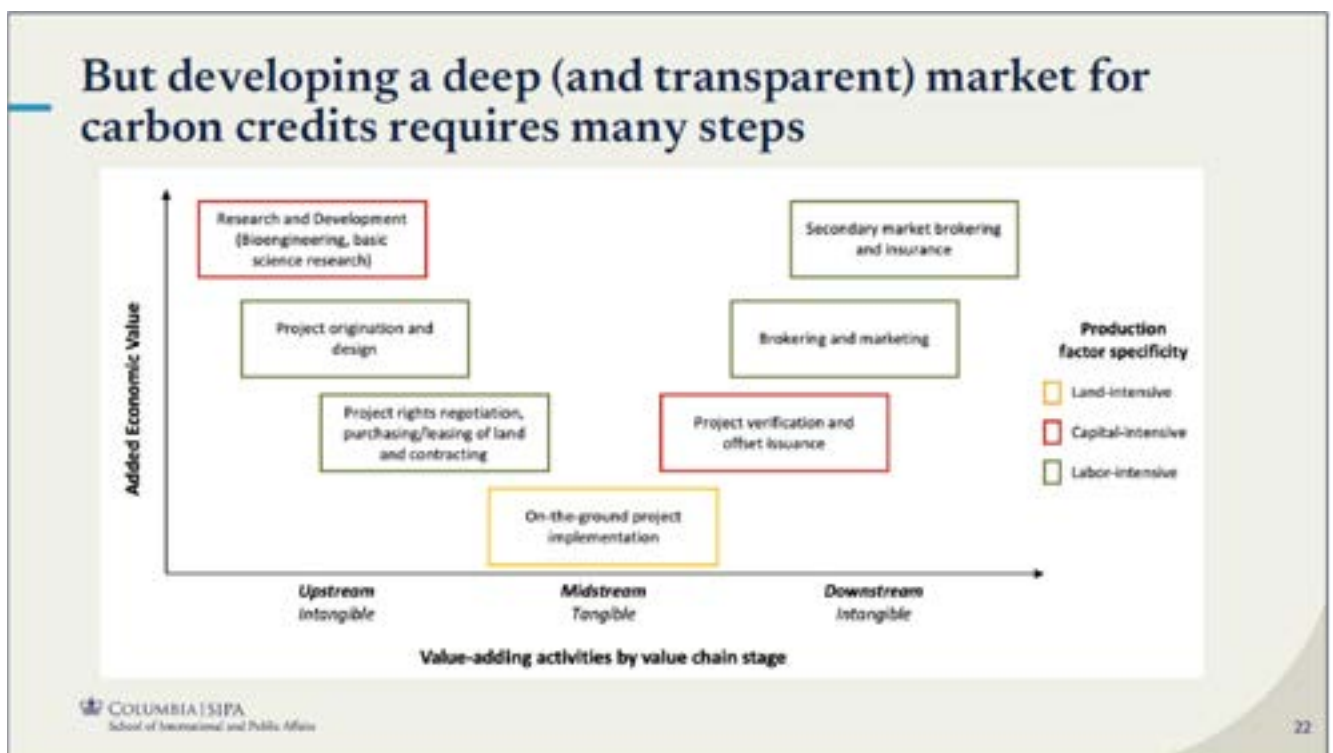 But developing a deep (and transparent) market for
carbon credits requires many steps
Added Economic Value
Research and Development
(Bioengineering, basic
science research)
Project origination and
design
Project rights negotiation,
purchasing/leasing of land
and contracting
On-the-ground project
implementation
Project verification and
offset issuance
Brokering and marketing
Secondary market brokering
and insurance
Production
factor specificity
Land-intensive
Capital-intensive
Labor-intensive
Upstream
Intangible
Midstream
Tangible
Downstream
Intangible
Value-adding activities by value chain stage
COLUMBIA | SIPA
School of International and Public Affairs
22